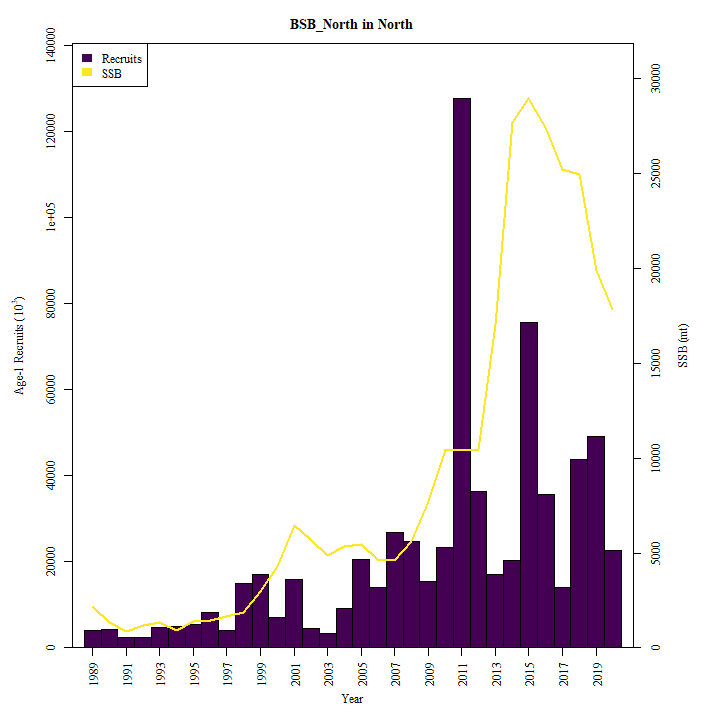 BSB_North in North
Recruits
SSB
140000
120000
1e+05
80000
60000
40000
20000
0
Age-1 Recruits (10³)
30000
25000
20000
15000
10000
5000
0
SSB (mt)
1989 1991 1993 1995 1997 1999 2001 2003 2005 2007 2009 2011 2013 2015 2017 2019
Year